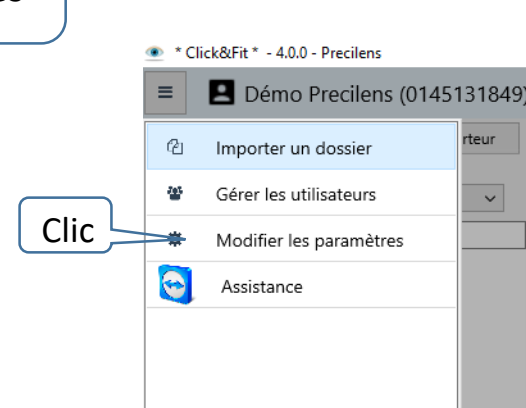 * Click&Fit * - 4.0.0 - Precilens
Démo Precilens (0145131849)
Importer un dossier
rteur
Gérer les utilisateurs
Clic
Modifier les paramètres
Assistance